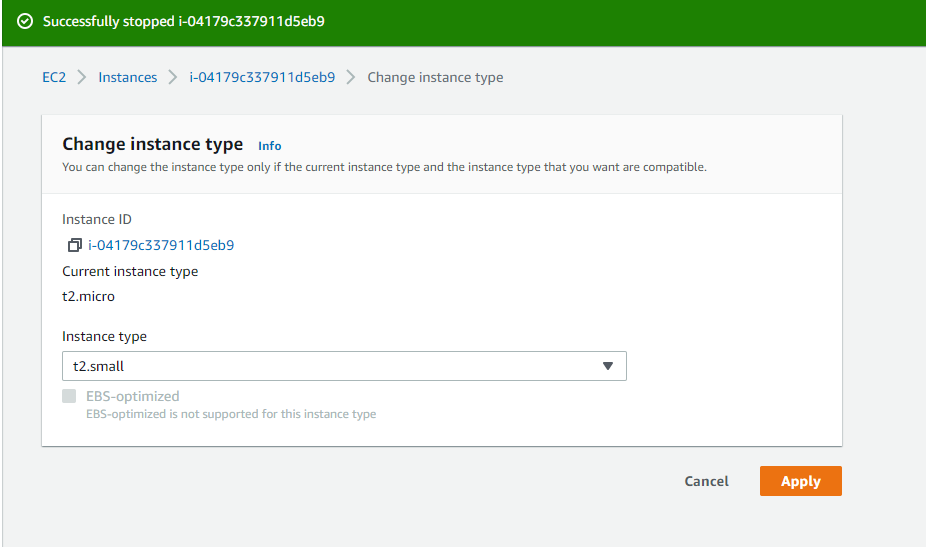 Successfully stopped i-04179c337911d5eb9
EC2 Instances i-04179c337911d5eb9 Change instance type
Change instance type Info
You can change the instance type only if the current instance type and the instance type that you want are compatible.
Instance ID
i-04179c337911d5eb9
Current instance type
t2.micro
Instance type
t2.small
EBS-optimized
EBS-optimized is not supported for this instance type
Cancel Apply